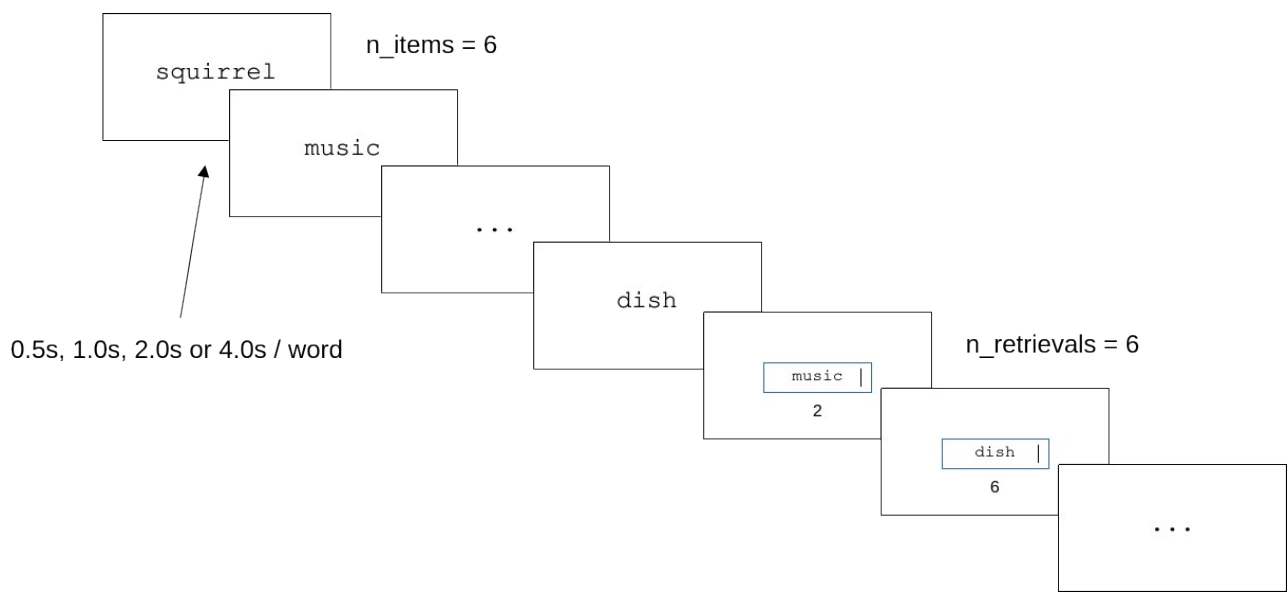 n_items = 6
squirrel
music
...
dish
0.5s, 1.0s, 2.0s or 4.0s / word
n_retrievals = 6
music |
2
dish |
6
...